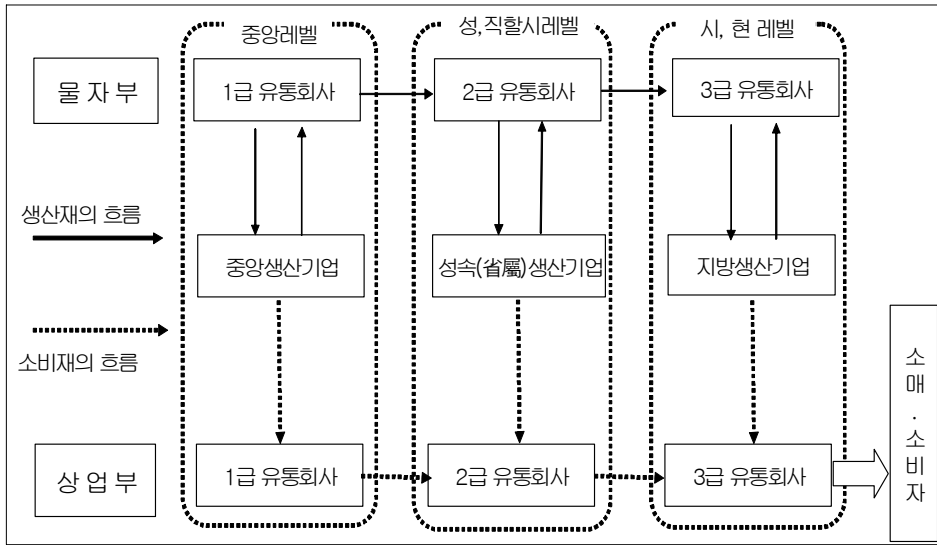 중앙레벨
성,직할시레벨
시, 현 레벨
물 자 부
1급 유통회사
2급 유통회사
3급 유통회사
생산재의 흐름
중앙생산기업
성속(省屬)생산기업
지방생산기업
소비재의 흐름
상 업 부
1급 유통회사
2급 유통회사
3급 유통회사
소
매
·
소
비
자